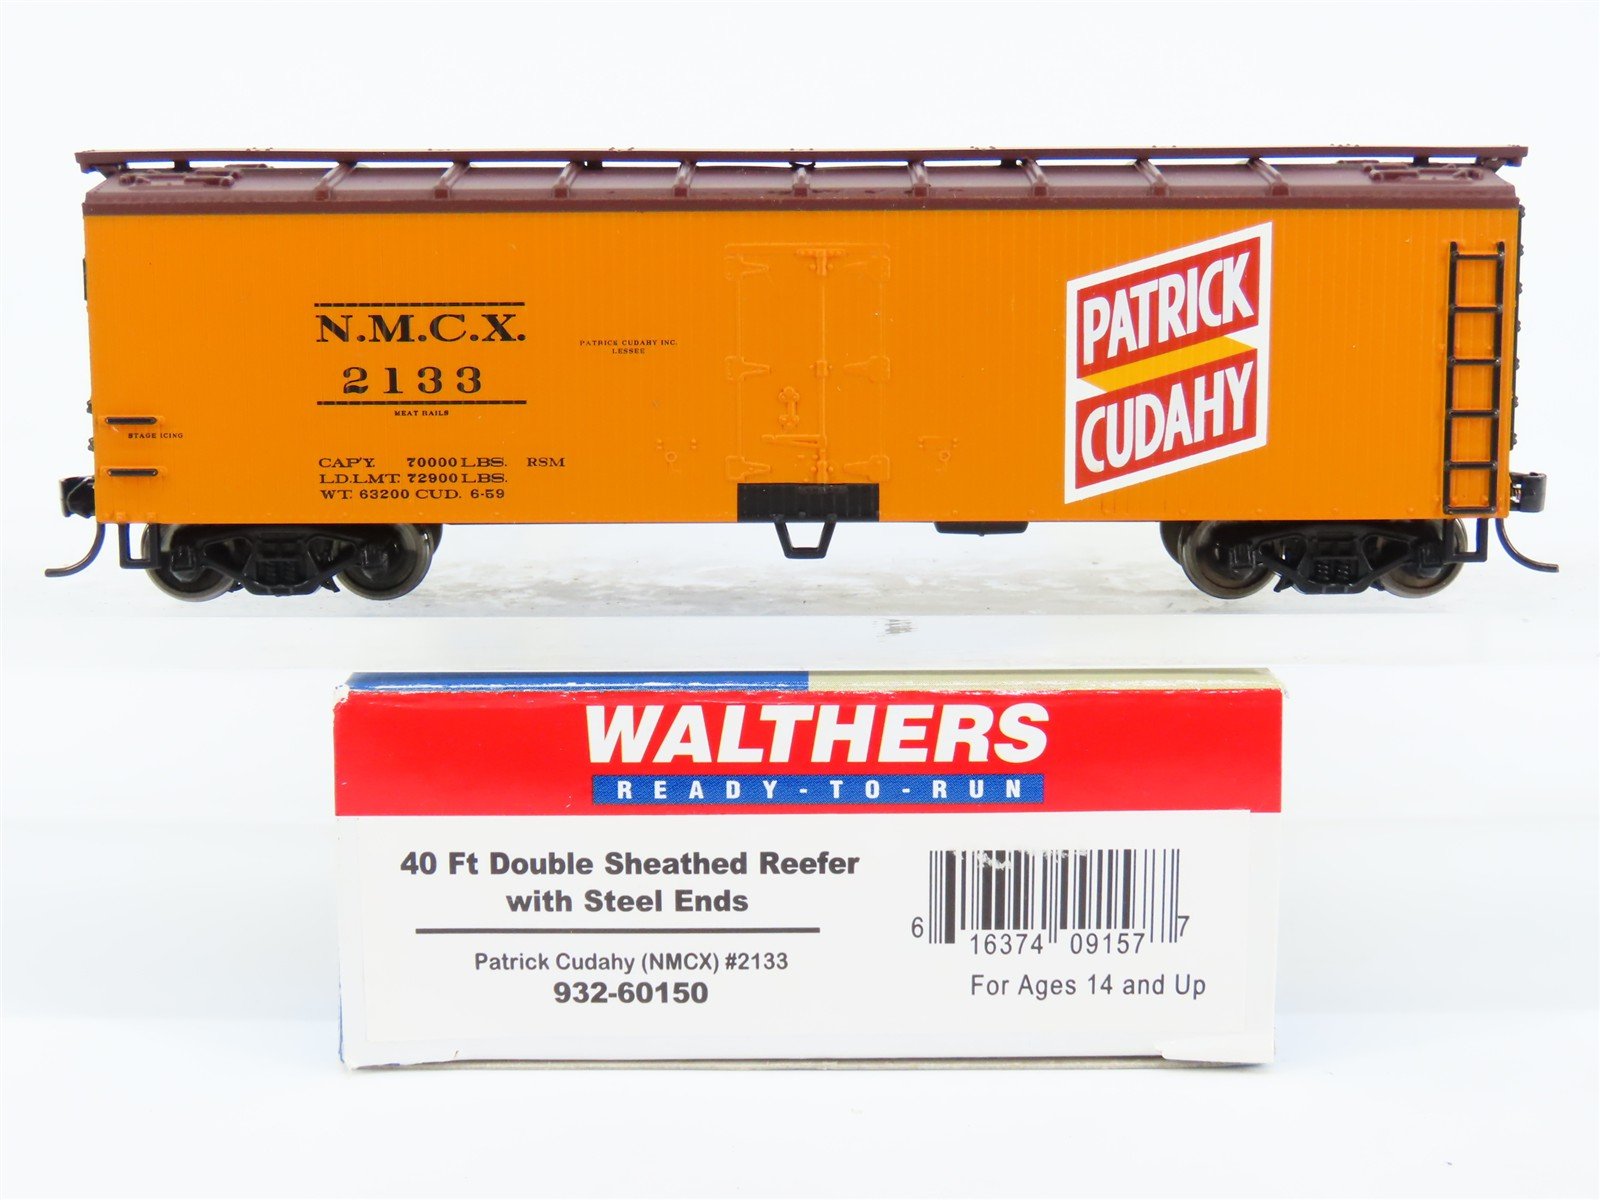 N.M.C.X.
2133
MEAT RAILS
STAGE ICING
CAP'Y. 70000 LBS. RSM
LD.LMT. 72900 LBS.
WT. 63200 CUD. 6-59
PATRICK CUDAHY INC.
LESSEE
PATRICK
CUDAHY
WALTHERS
READY-TO-RUN
40 Ft Double Sheathed Reefer
with Steel Ends
Patrick Cudahy (NMCX) #2133
932-60150
6 16374 09157 7
For Ages 14 and Up